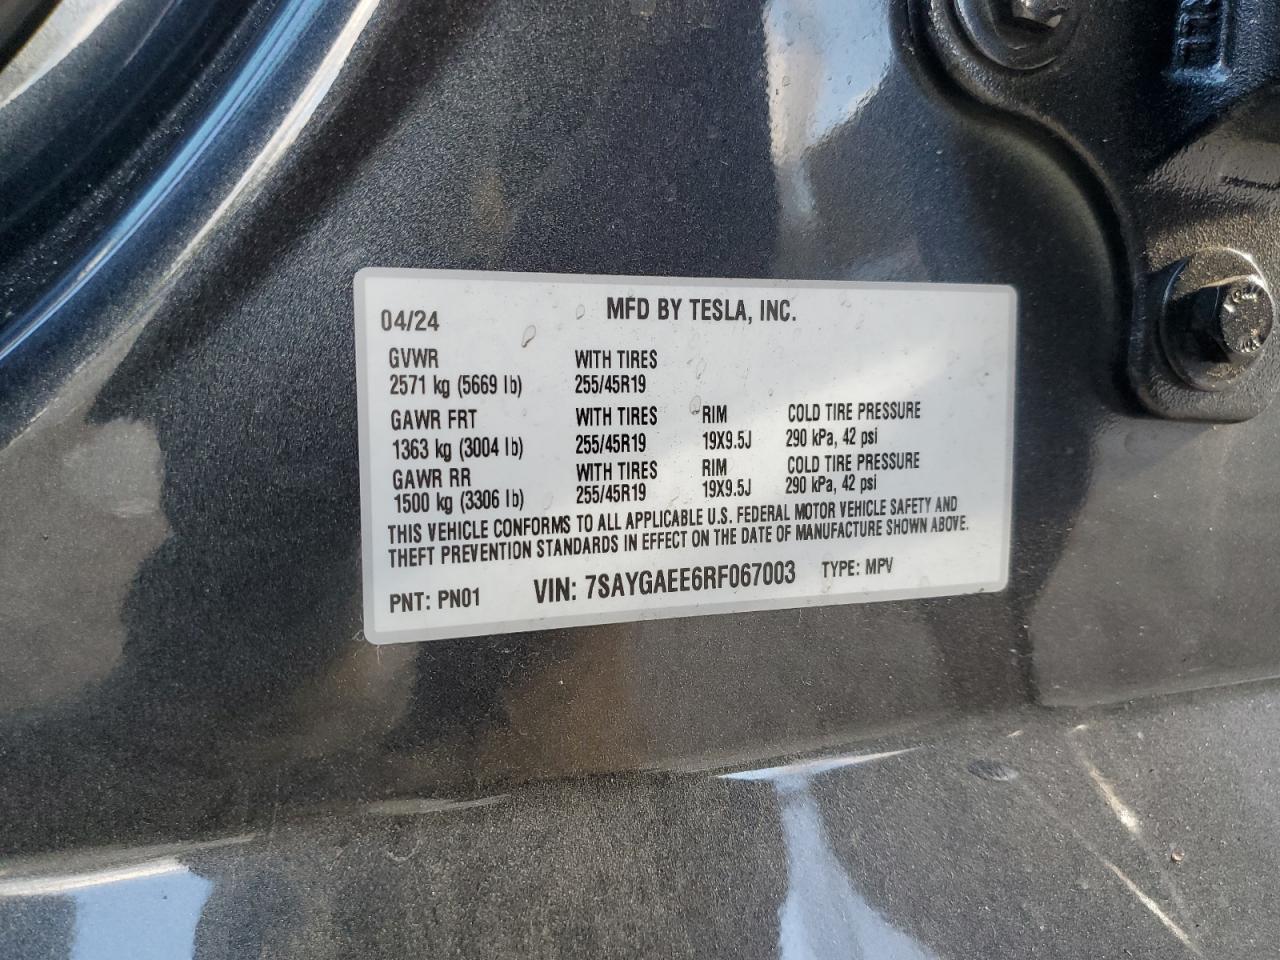 MFD BY TESLA, INC.
04/24
GVWR WITH TIRES
2571 kg (5669 lb) 255/45R19
GAWR FRT WITH TIRES RIM COLD TIRE PRESSURE
1363 kg (3004 lb) 255/45R19 19X9.5J 290 kPa, 42 psi
GAWR RR WITH TIRES RIM COLD TIRE PRESSURE
1500 kg (3306 lb) 255/45R19 19X9.5J 290 kPa, 42 psi
THIS VEHICLE CONFORMS TO ALL APPLICABLE U.S. FEDERAL MOTOR VEHICLE SAFETY AND
THEFT PREVENTION STANDARDS IN EFFECT ON THE DATE OF MANUFACTURE SHOWN ABOVE.
PNT: PN01 VIN: 7SAYGAEE6RF067003 TYPE: MPV